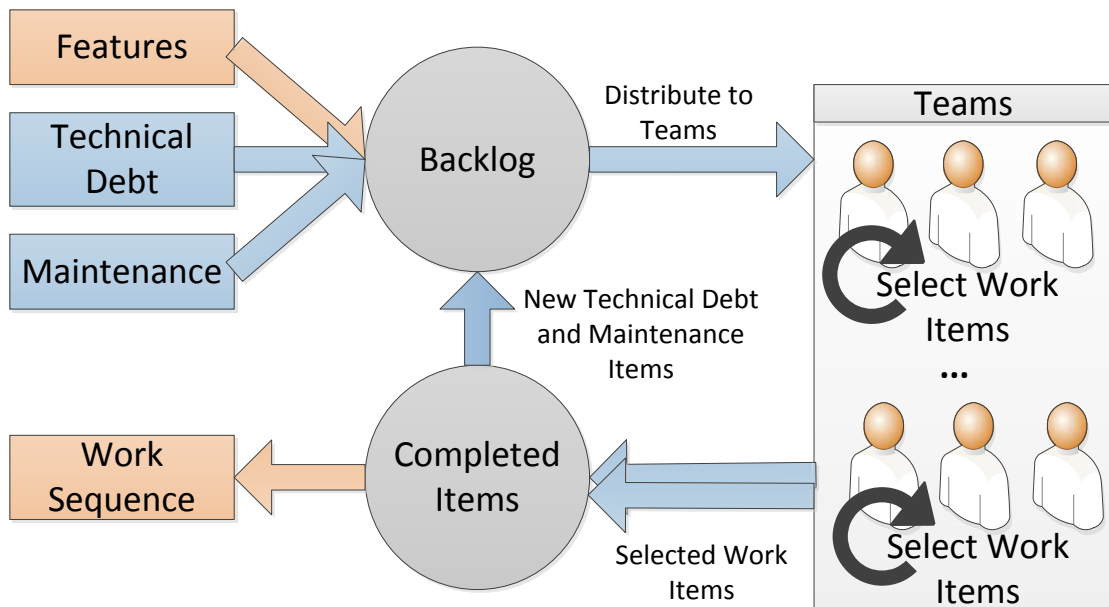 Features
Technical
Debt
Maintenance
Backlog
Distribute to
Teams
Teams
Select Work
Items
...
Select Work
Items
New Technical Debt
and Maintenance
Items
Completed
Items
Selected Work
Items
Work
Sequence